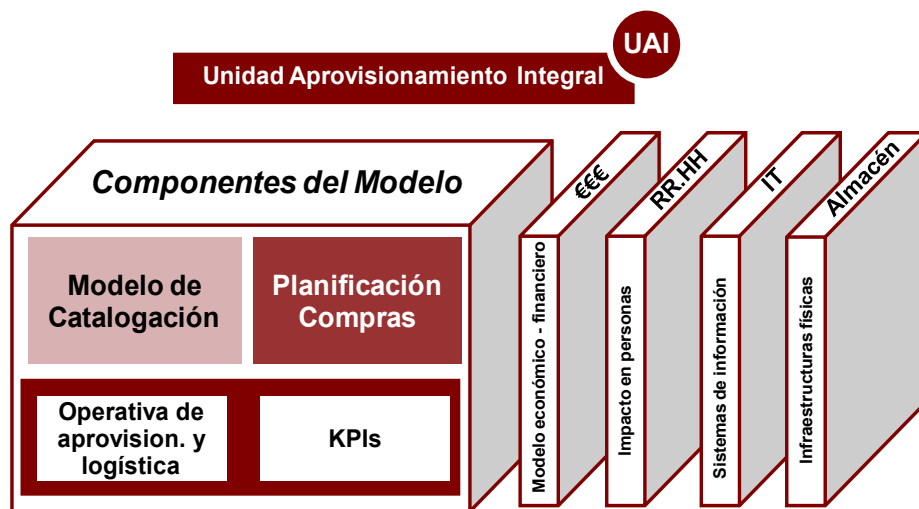 UAI
Unidad Aprovisionamiento Integral
Componentes del Modelo
Modelo de
Catalogación
Planificación
Compras
Operativa de
aprovision. y
logística
KPIs
€€€
Modelo económico - financiero
RR.HH
Impacto en personas
IT
Sistemas de información
Almacén
Infraestructuras físicas